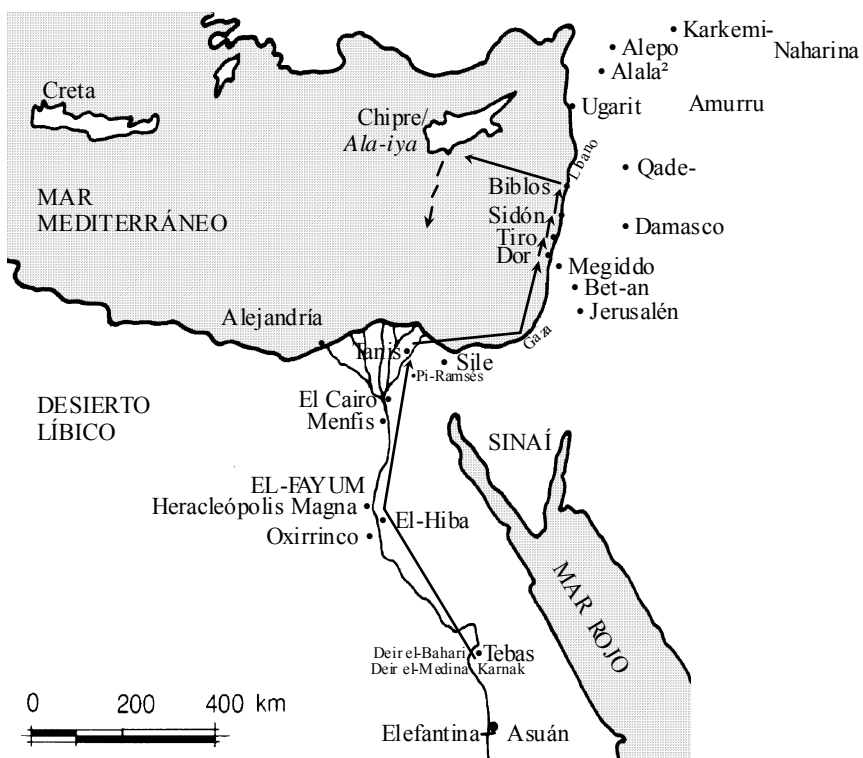 Karkemi-
Naharina
Alepo
Alala²
Creta
Ugarit
Amurru
Chipre/
Ala-iya
Líbano
Qade-
Biblos
MAR
MEDITERRÁNEO
Sidón
Tiro
Damasco
Dor
Megiddo
Bet-an
Jerusalén
Alejandría
Gaza
Tanis
Sile
Pi-Ramsés
El Cairo
Menfis
DESIERTO
LÍBICO
SINAÍ
EL-FAYUM
Heracleópolis Magna
El-Hiba
Oxirrinco
MAR ROJO
Deir el-Bahari
Tebas
Deir el-Medina Karnak
0 200 400 km
Elefantina
Asuán